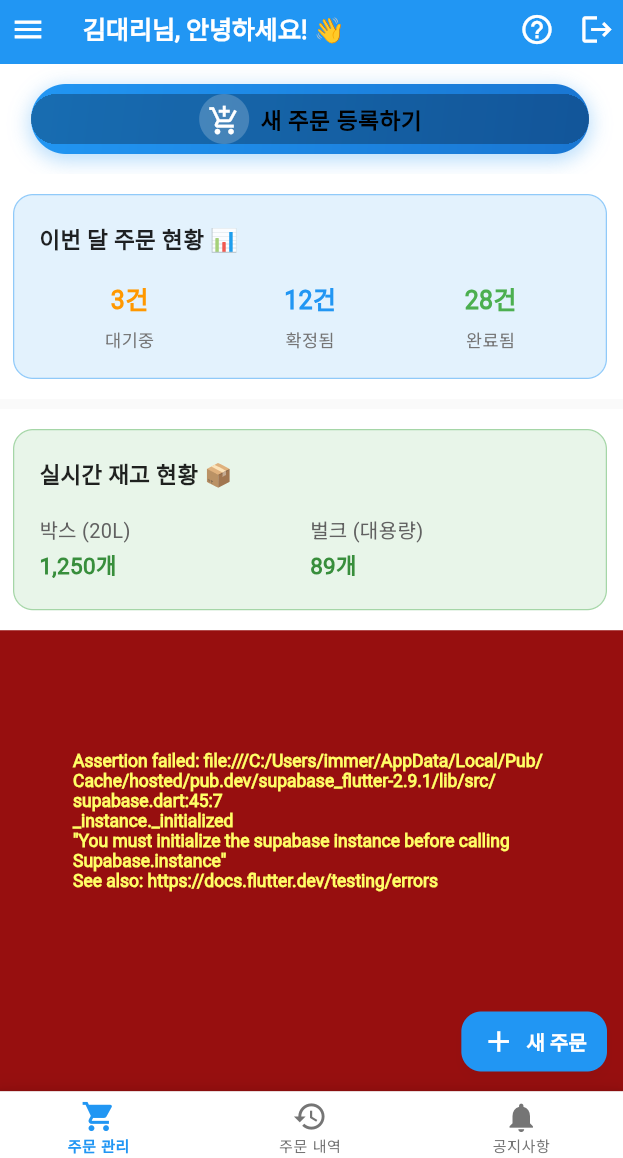 김대리님, 안녕하세요! 👋
새 주문 등록하기
이번 달 주문 현황 📊
3건 12건 28건
대기중 확정됨 완료됨
실시간 재고 현황 📦
박스 (20L) 벌크 (대용량)
1,250개 89개
Assertion failed: file:///C:/Users/immer/AppData/Local/Pub/
Cache/hosted/pub.dev/supabase_flutter-2.9.1/lib/src/
supabase.dart:45:7
_instance._initialized
"You must initialize the supabase instance before calling
Supabase.instance"
See also: https://docs.flutter.dev/testing/errors
+ 새 주문
주문 관리 주문 내역 공지사항